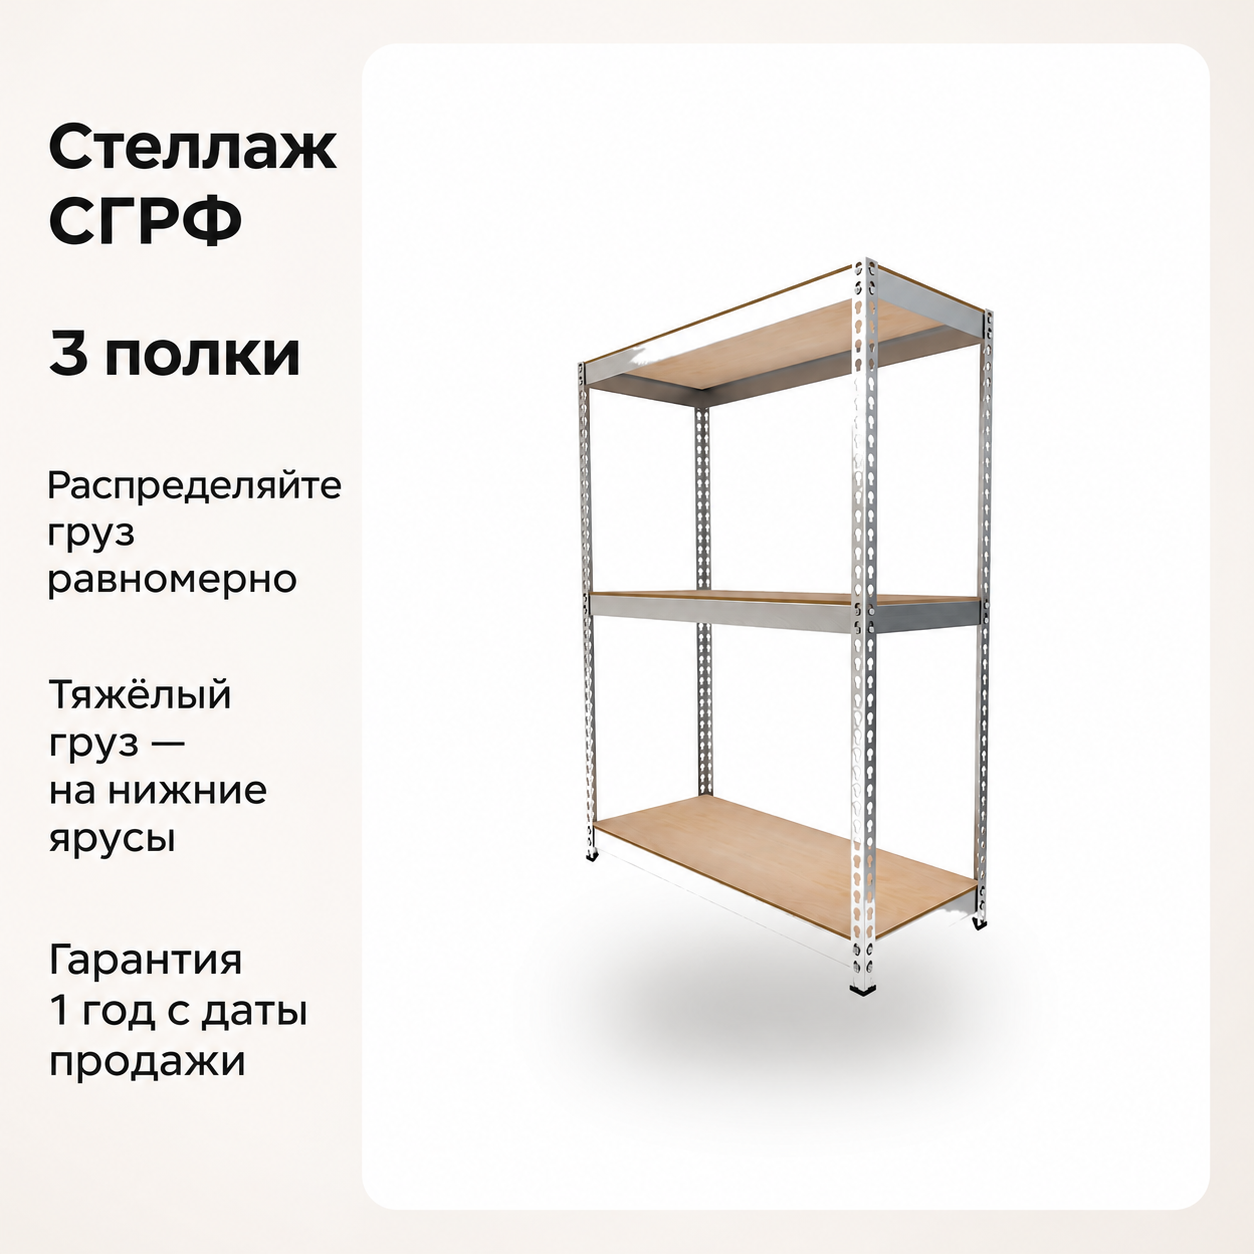 Стеллаж
СГРФ
3 полки
Распределяйте
груз
равномерно
Тяжёлый
груз —
на нижние
ярусы
Гарантия
1 год с даты
продажи